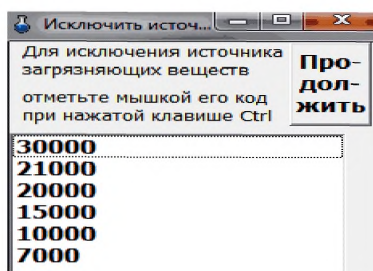 Исключить источ...
Для исключения источника
загрязняющих веществ
отметьте мышкой его код
при нажатой клавише Ctrl
Про-
дол-
жить
30000
21000
20000
15000
10000
7000